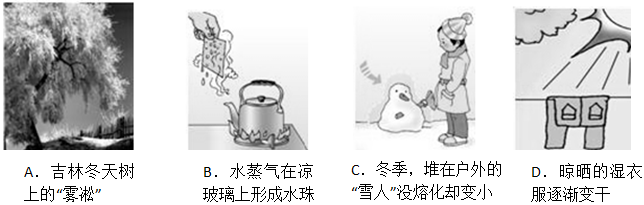 A．吉林冬天树
上的“雾凇”
B．水蒸气在凉
玻璃上形成水珠
C．冬季，堆在户外的
“雪人”没熔化却变小
D．晾晒的湿衣
服逐渐变干